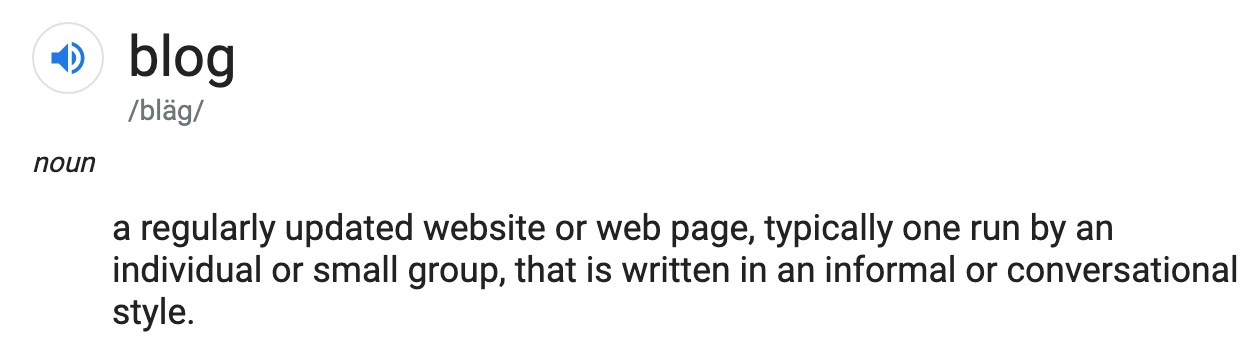 blog
/bläg/
noun
a regularly updated website or web page, typically one run by an
individual or small group, that is written in an informal or conversational
style.